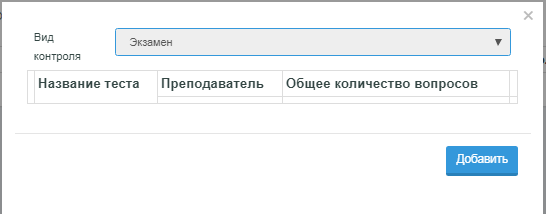 ×
Вид
контроля
Экзамен
Название теста Преподаватель Общее количество вопросов
Добавить